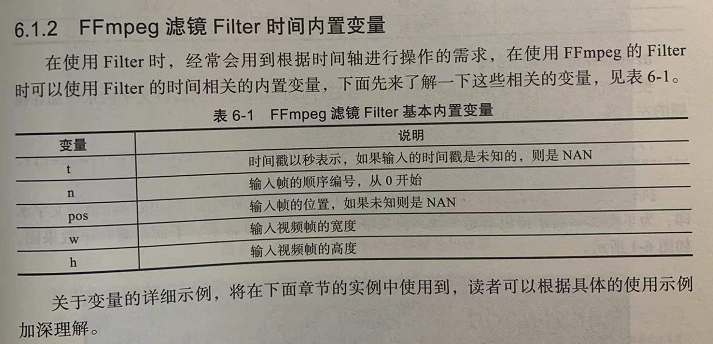 6.1.2 FFmpeg 滤镜 Filter 时间内置变量
在使用 Filter 时，经常会用到根据时间轴进行操作的需求，在使用 FFmpeg 的 Filter
时可以使用 Filter 的时间相关的内置变量，下面先来了解一下这些相关的变量，见表 6-1。
表 6-1 FFmpeg 滤镜 Filter 基本内置变量
变量 说明
t 时间戳以秒表示，如果输入的时间戳是未知的，则是 NAN
n 输入帧的顺序编号，从 0 开始
pos 输入帧的位置，如果未知则是 NAN
w 输入视频帧的宽度
h 输入视频帧的高度
关于变量的详细示例，将在下面章节的实例中使用到，读者可以根据具体的使用示例
加深理解。